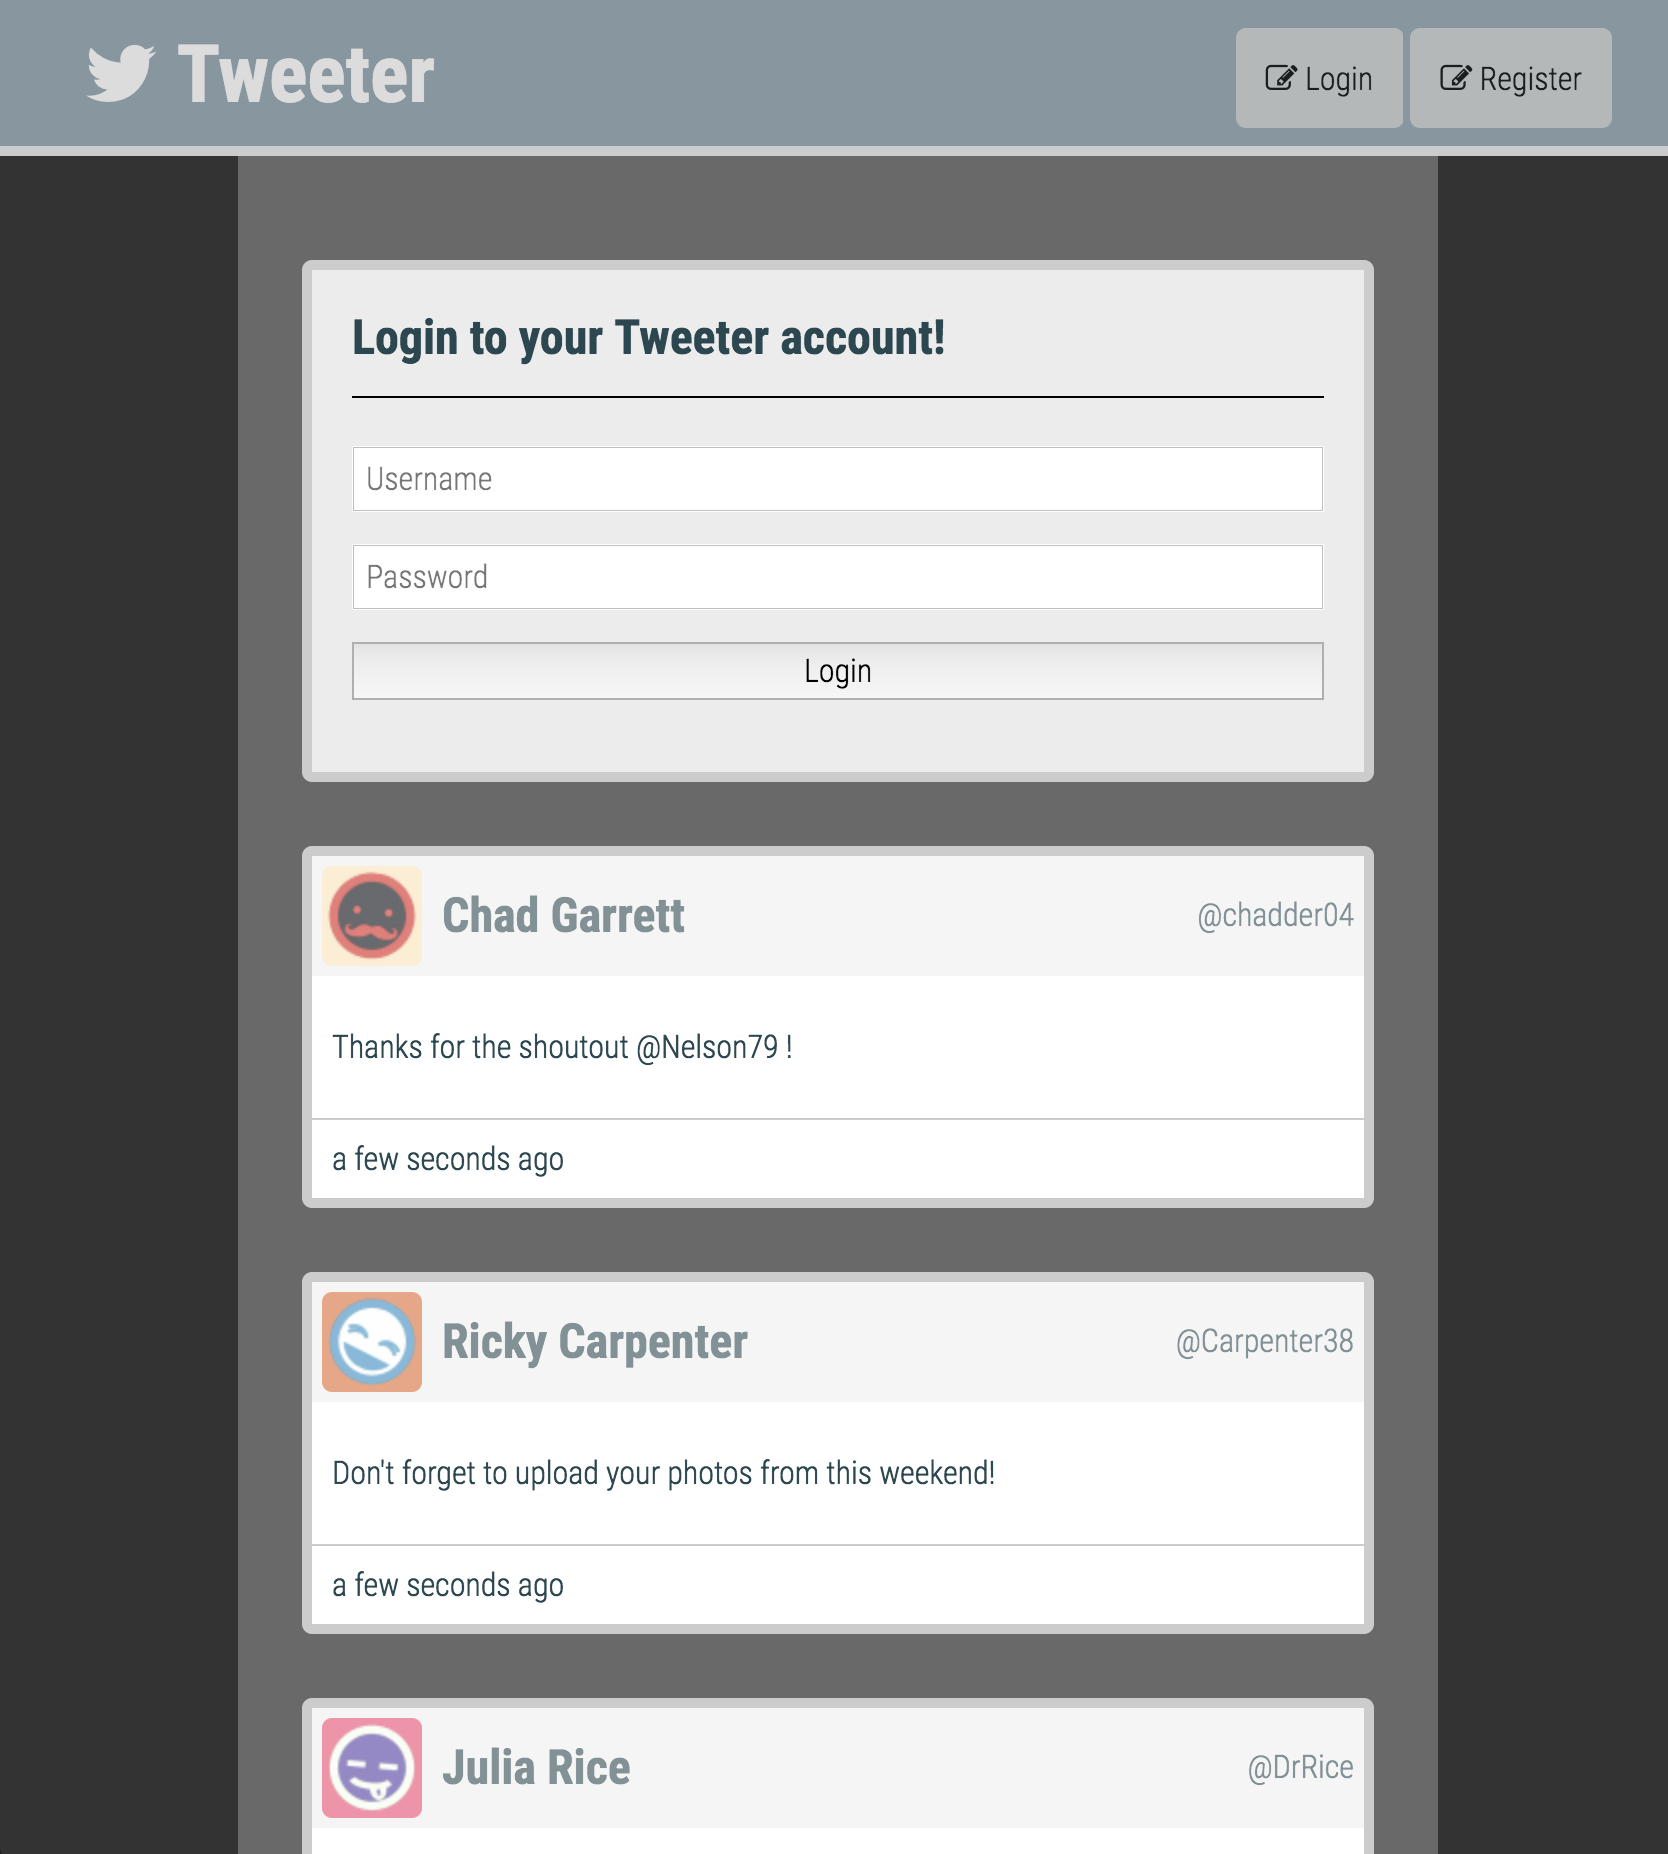 Tweeter
Login
Register
Login to your Tweeter account!
Username
Password
Login
Chad Garrett
@chadder04
Thanks for the shoutout @Nelson79 !
a few seconds ago
Ricky Carpenter
@Carpenter38
Don't forget to upload your photos from this weekend!
a few seconds ago
Julia Rice
@DrRice